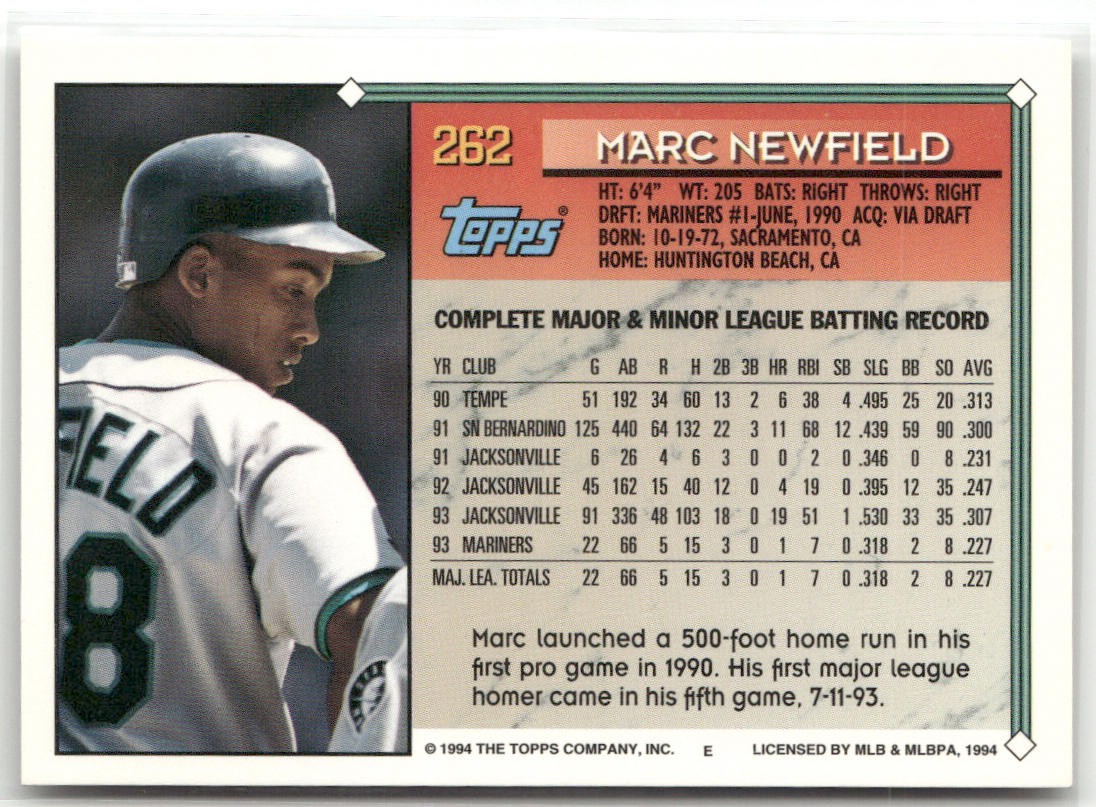 262
MARC NEWFIELD
HT: 6'4" WT: 205 BATS: RIGHT THROWS: RIGHT
DRFT: MARINERS #1-JUNE, 1990 ACQ: VIA DRAFT
BORN: 10-19-72, SACRAMENTO, CA
HOME: HUNTINGTON BEACH, CA
Topps®
COMPLETE MAJOR & MINOR LEAGUE BATTING RECORD
YR CLUB G AB R H 2B 3B HR RBI SB SLG BB SO AVG
90 TEMPE 51 192 34 60 13 2 6 38 4 .495 25 20 .313
91 SN BERNARDINO 125 440 64 132 22 3 11 68 12 .439 59 90 .300
91 JACKSONVILLE 6 26 4 6 3 0 0 2 0 .346 0 8 .231
92 JACKSONVILLE 45 162 15 40 12 0 4 19 0 .395 12 35 .247
93 JACKSONVILLE 91 336 48 103 18 0 19 51 1 .530 33 35 .307
93 MARINERS 22 66 5 15 3 0 1 7 0 .318 2 8 .227
MAJ. LEA. TOTALS 22 66 5 15 3 0 1 7 0 .318 2 8 .227
Marc launched a 500-foot home run in his
first pro game in 1990. His first major league
homer came in his fifth game, 7-11-93.
© 1994 THE TOPPS COMPANY, INC. E LICENSED BY MLB & MLBPA, 1994
FIELD
8